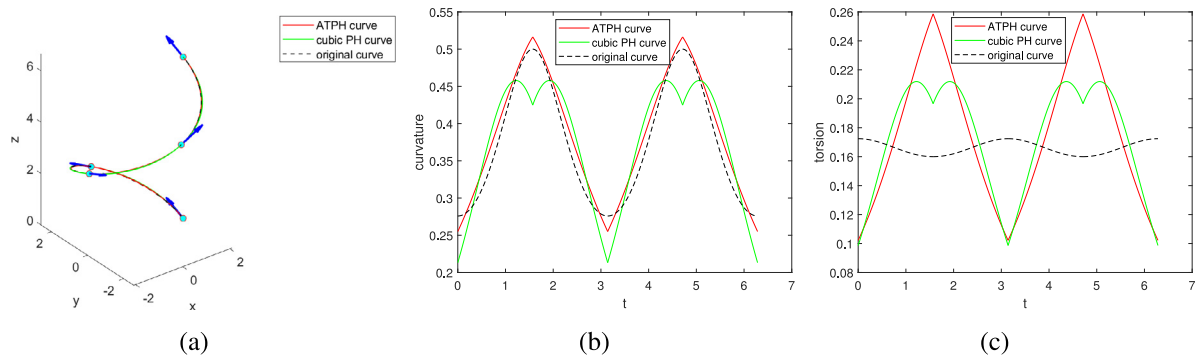 ATPH curve
cubic PH curve
original curve
6
4
2
0
z
2
0
-2
y
-2
0
2
x
(a)
0.55
0.5
0.45
0.4
0.35
0.3
0.25
0.2
curvature
ATPH curve
cubic PH curve
original curve
0 1 2 3 4 5 6 7
t
(b)
0.26
0.24
0.22
0.2
0.18
0.16
0.14
0.12
0.1
0.08
torsion
ATPH curve
cubic PH curve
original curve
0 1 2 3 4 5 6 7
t
(c)